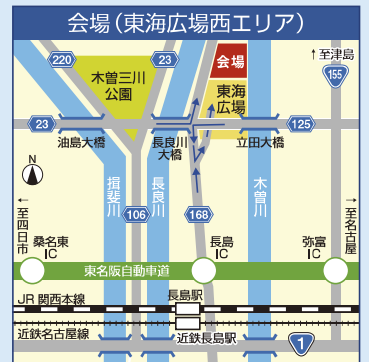 会場(東海広場西エリア)
220
23
会場
↑至津島
155
木曽三川
公園
東海
広場
23
125
油島大橋
長良川
大橋
立田大橋
N
揖斐川
長良川
木曽川
←至四日市
106
168
→至名古屋
桑名東
IC
長島
IC
弥富
IC
東名阪自動車道
JR関西本線
長島駅
近鉄名古屋線
近鉄長島駅
1